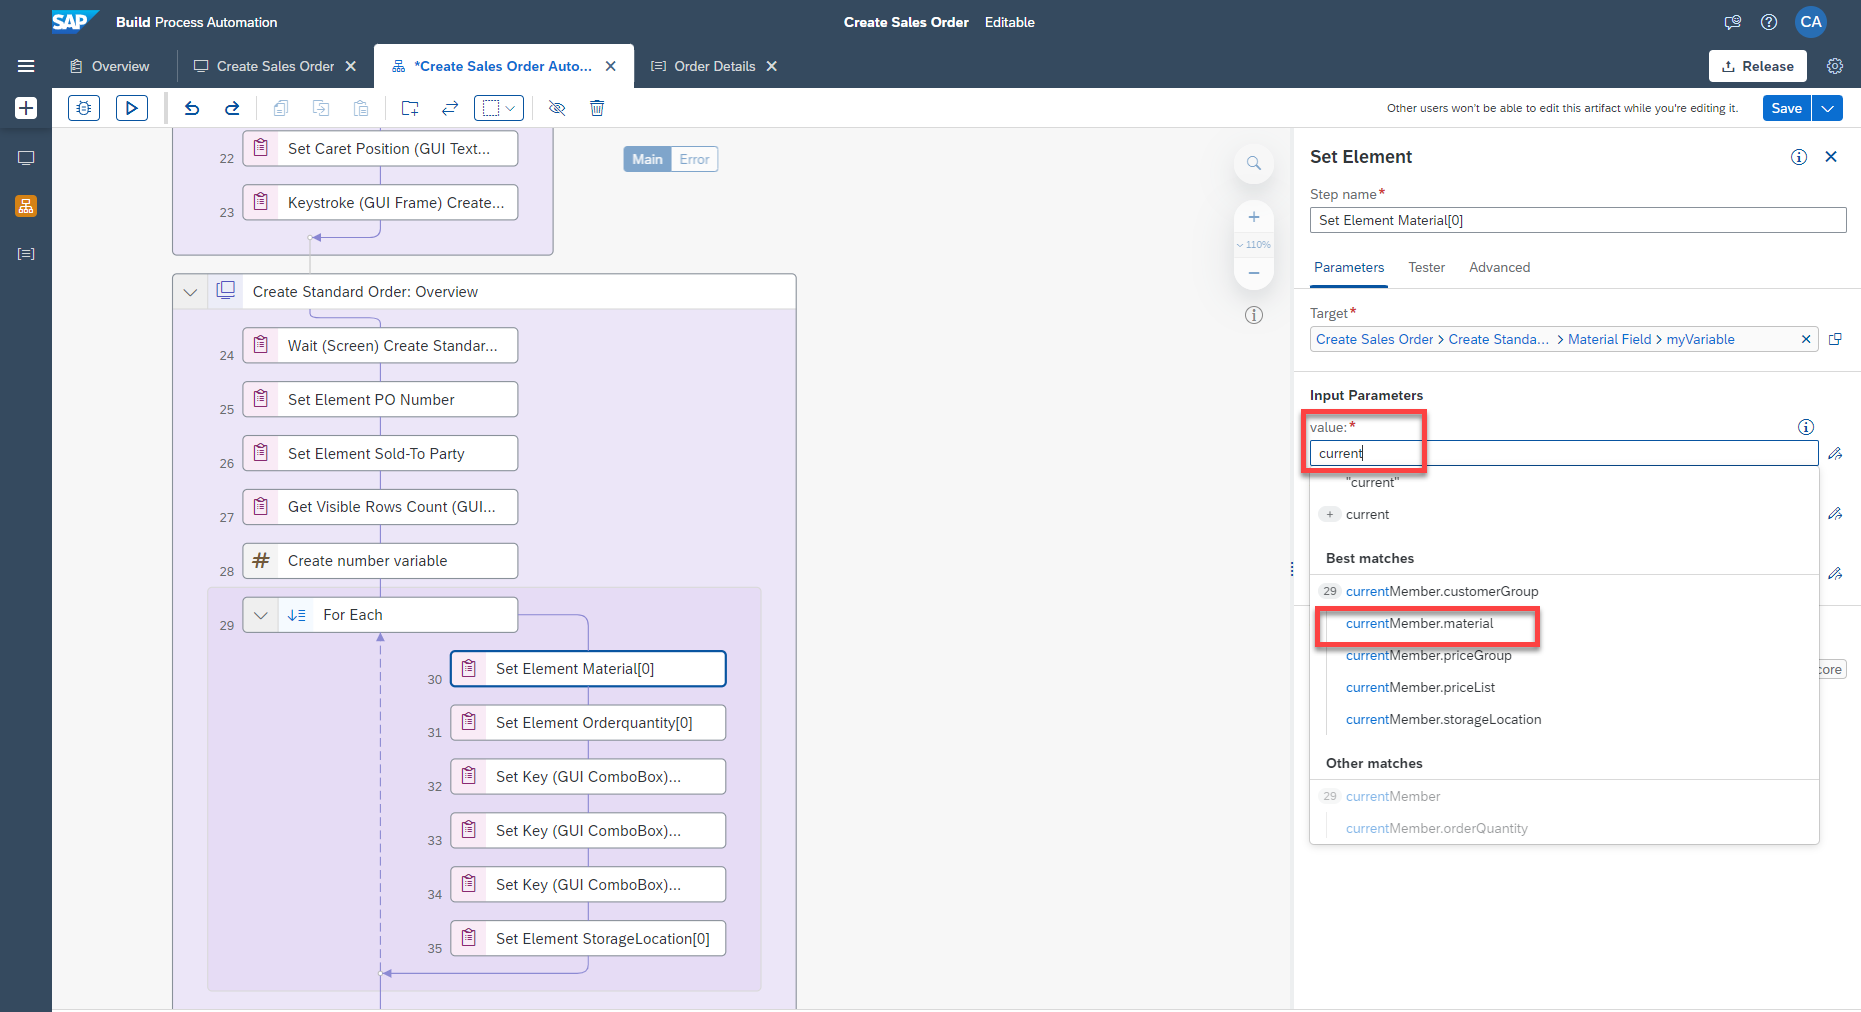 SAP Build Process Automation
Create Sales Order Editable
CA
Overview
Create Sales Order
*Create Sales Order Auto...
Order Details
Release
Other users won't be able to edit this artifact while you're editing it.
Save
22 Set Caret Position (GUI Text...
23 Keystroke (GUI Frame) Create...
Main Error
110%
Create Standard Order: Overview
24 Wait (Screen) Create Standar...
25 Set Element PO Number
26 Set Element Sold-To Party
27 Get Visible Rows Count (GUI...
28 # Create number variable
29 For Each
30 Set Element Material[0]
31 Set Element Orderquantity[0]
32 Set Key (GUI ComboBox)...
33 Set Key (GUI ComboBox)...
34 Set Key (GUI ComboBox)...
35 Set Element StorageLocation[0]
Set Element
Step name*
Set Element Material[0]
Parameters Tester Advanced
Target*
Create Sales Order > Create Standa... > Material Field > myVariable
Input Parameters
value:*
current
"current"
+ current
Best matches
29 currentMember.customerGroup
currentMember.material
currentMember.priceGroup
currentMember.priceList
currentMember.storageLocation
core
Other matches
29 currentMember
currentMember.orderQuantity